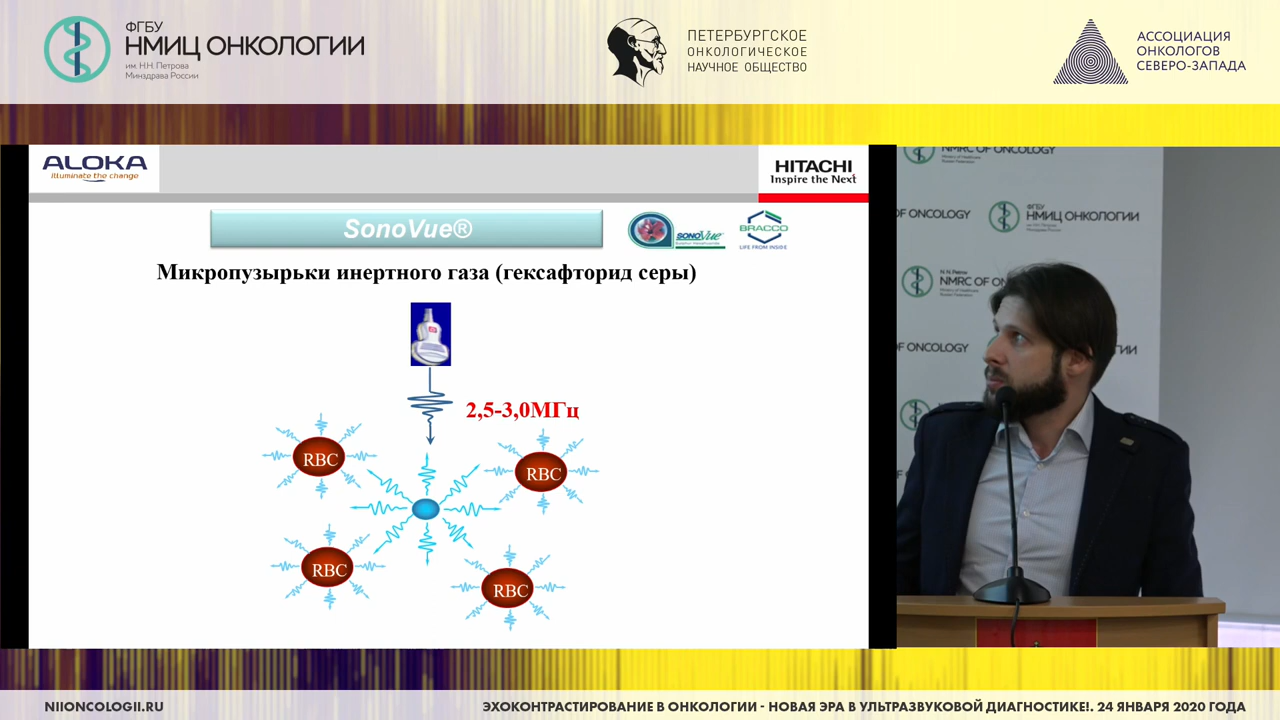 ФГБУ
НМИЦ ОНКОЛОГИИ
им. Н.Н. Петрова
Минздрава России
ПЕТЕРБУРГСКОЕ
ОНКОЛОГИЧЕСКОЕ
НАУЧНОЕ ОБЩЕСТВО
АССОЦИАЦИЯ
ОНКОЛОГОВ
СЕВЕРО-ЗАПАДА
ALOKA
illuminate the change
HITACHI
Inspire the Next
SonoVue®
SonoVue
BRACCO
LIFE FROM INSIDE
Микропузырьки инертного газа (гексафторид серы)
2,5-3,0МГц
RBC
RBC
RBC
RBC
NMRC OF ONCOLOGY
OF ONCOLOGY
ФГБУ
НМИЦ ОНКОЛОГИИ
N.N. Petrov
NMRC OF ON
OF ONCOLOGY
ГИИ
NIIONCOLOGII.RU
ЭХОКОНТРАСТИРОВАНИЕ В ОНКОЛОГИИ - НОВАЯ ЭРА В УЛЬТРАЗВУКОВОЙ ДИАГНОСТИКЕ!. 24 ЯНВАРЯ 2020 ГОДА